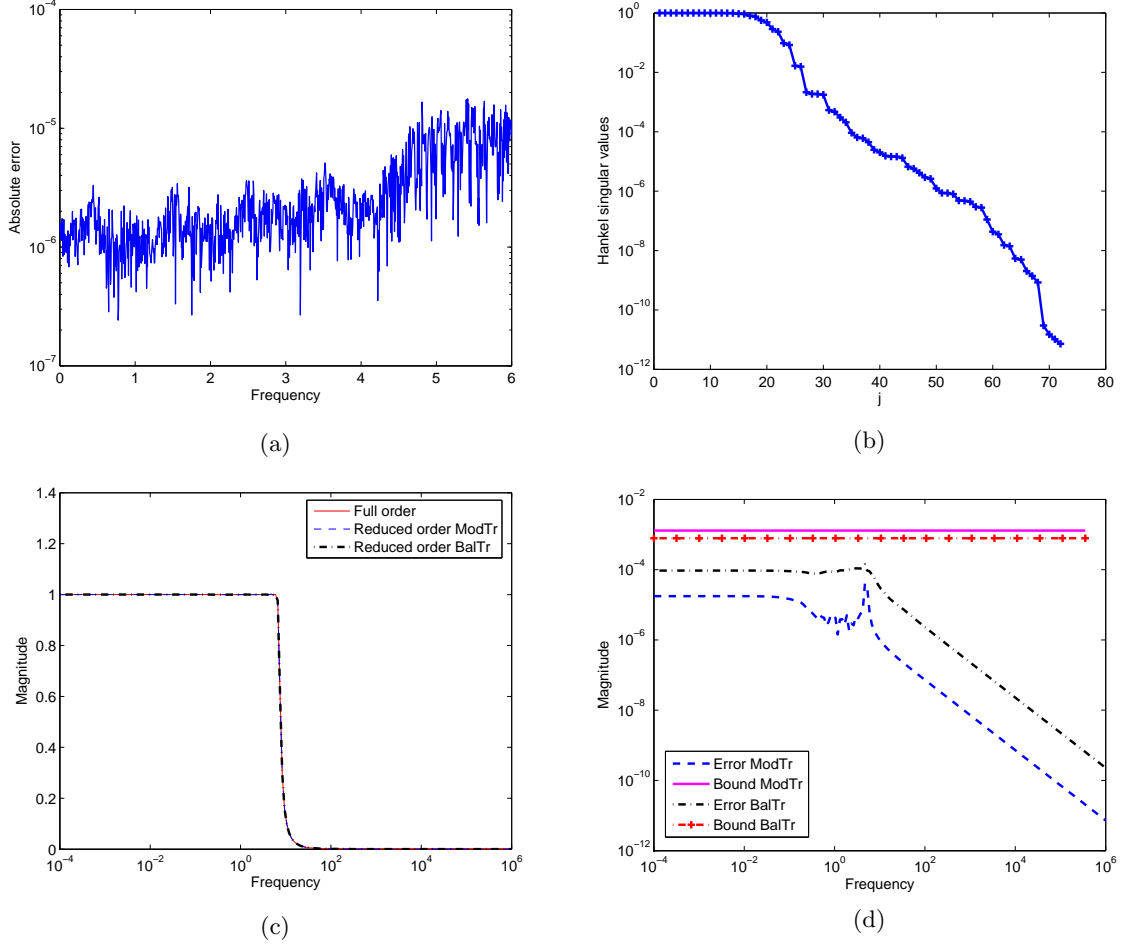 10^−4
10^−5
10^−6
10^−7
Absolute error
0 1 2 3 4 5 6
Frequency
(a)
10^0
10^−2
10^−4
10^−6
10^−8
10^−10
10^−12
Hankel singular values
0 10 20 30 40 50 60 70 80
j
(b)
1.4
1.2
1
0.8
0.6
0.4
0.2
0
Magnitude
Full order
Reduced order ModTr
Reduced order BalTr
10^−4 10^−2 10^0 10^2 10^4 10^6
Frequency
(c)
10^−2
10^−4
10^−6
10^−8
10^−10
10^−12
Magnitude
Error ModTr
Bound ModTr
Error BalTr
Bound BalTr
10^−4 10^−2 10^0 10^2 10^4 10^6
Frequency
(d)